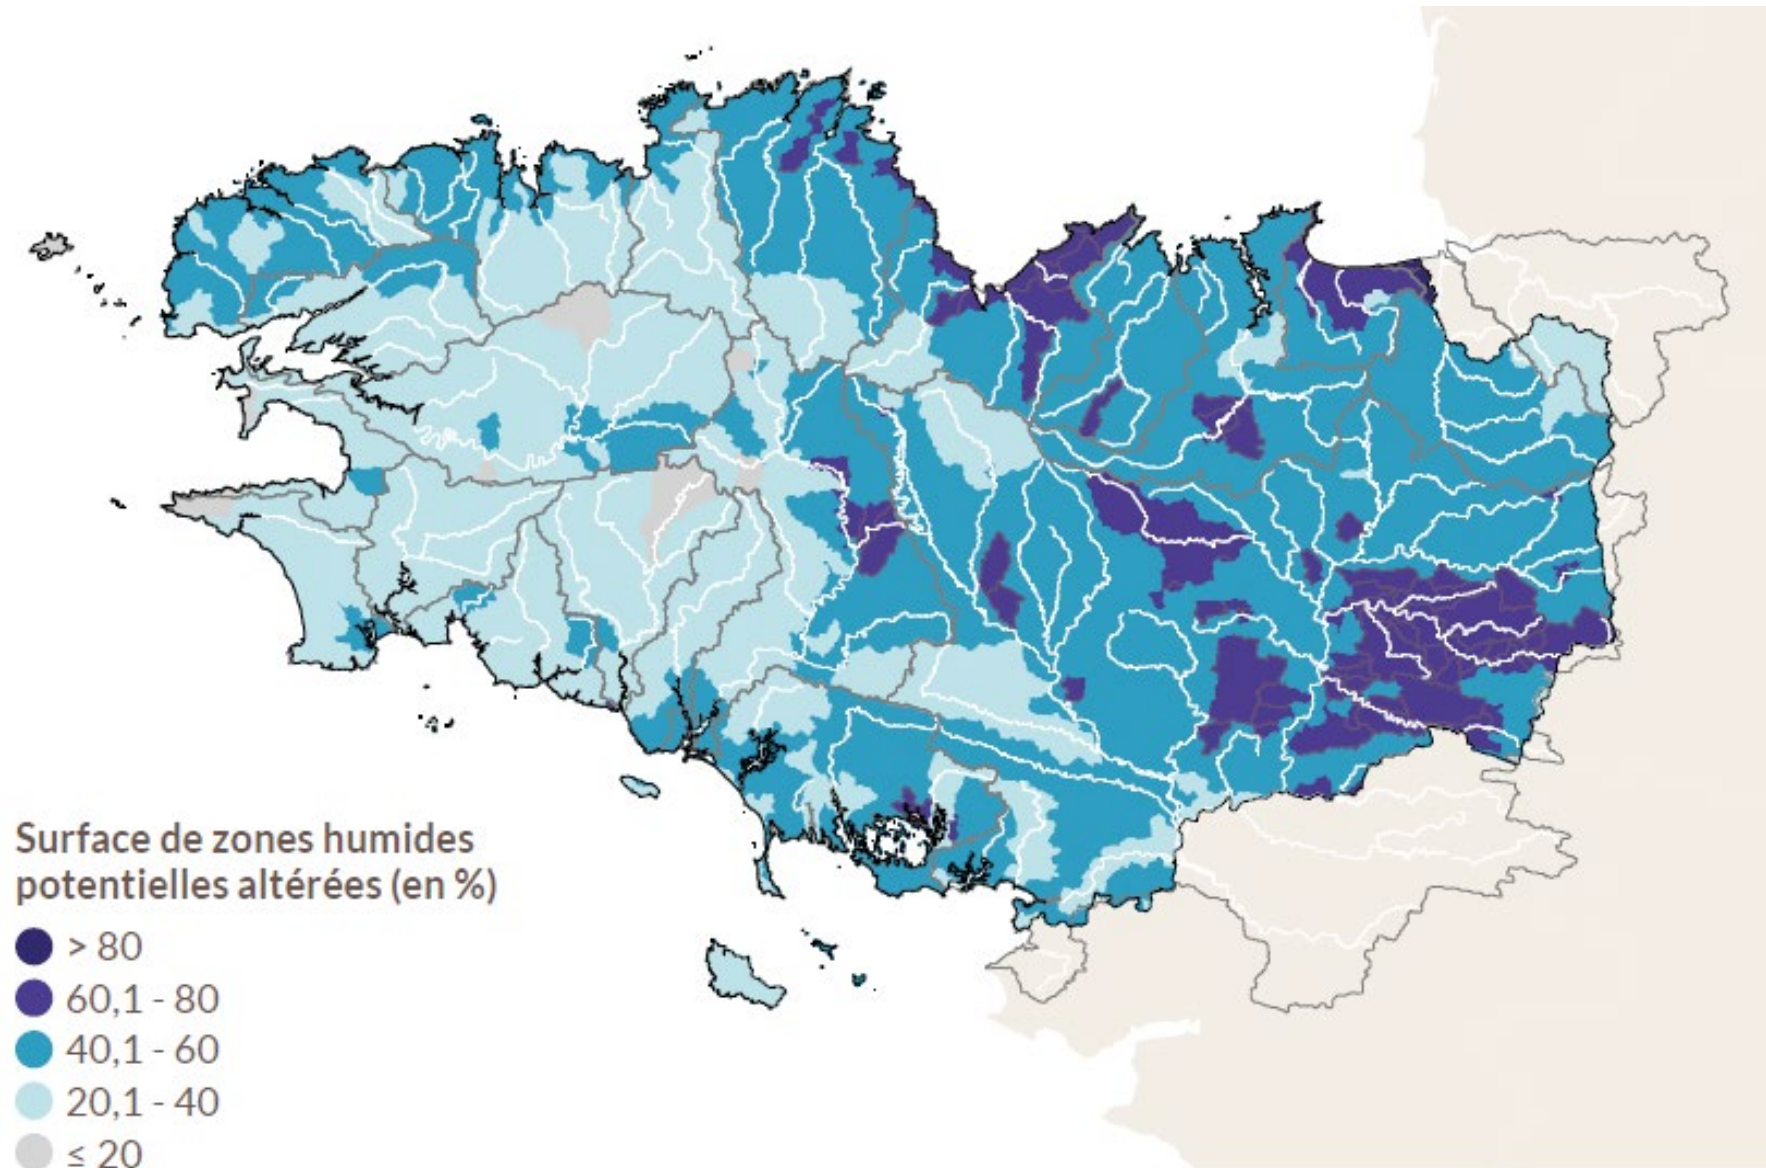 Surface de zones humides
potentielles altérées (en %)
> 80
60,1 - 80
40,1 - 60
20,1 - 40
≤ 20